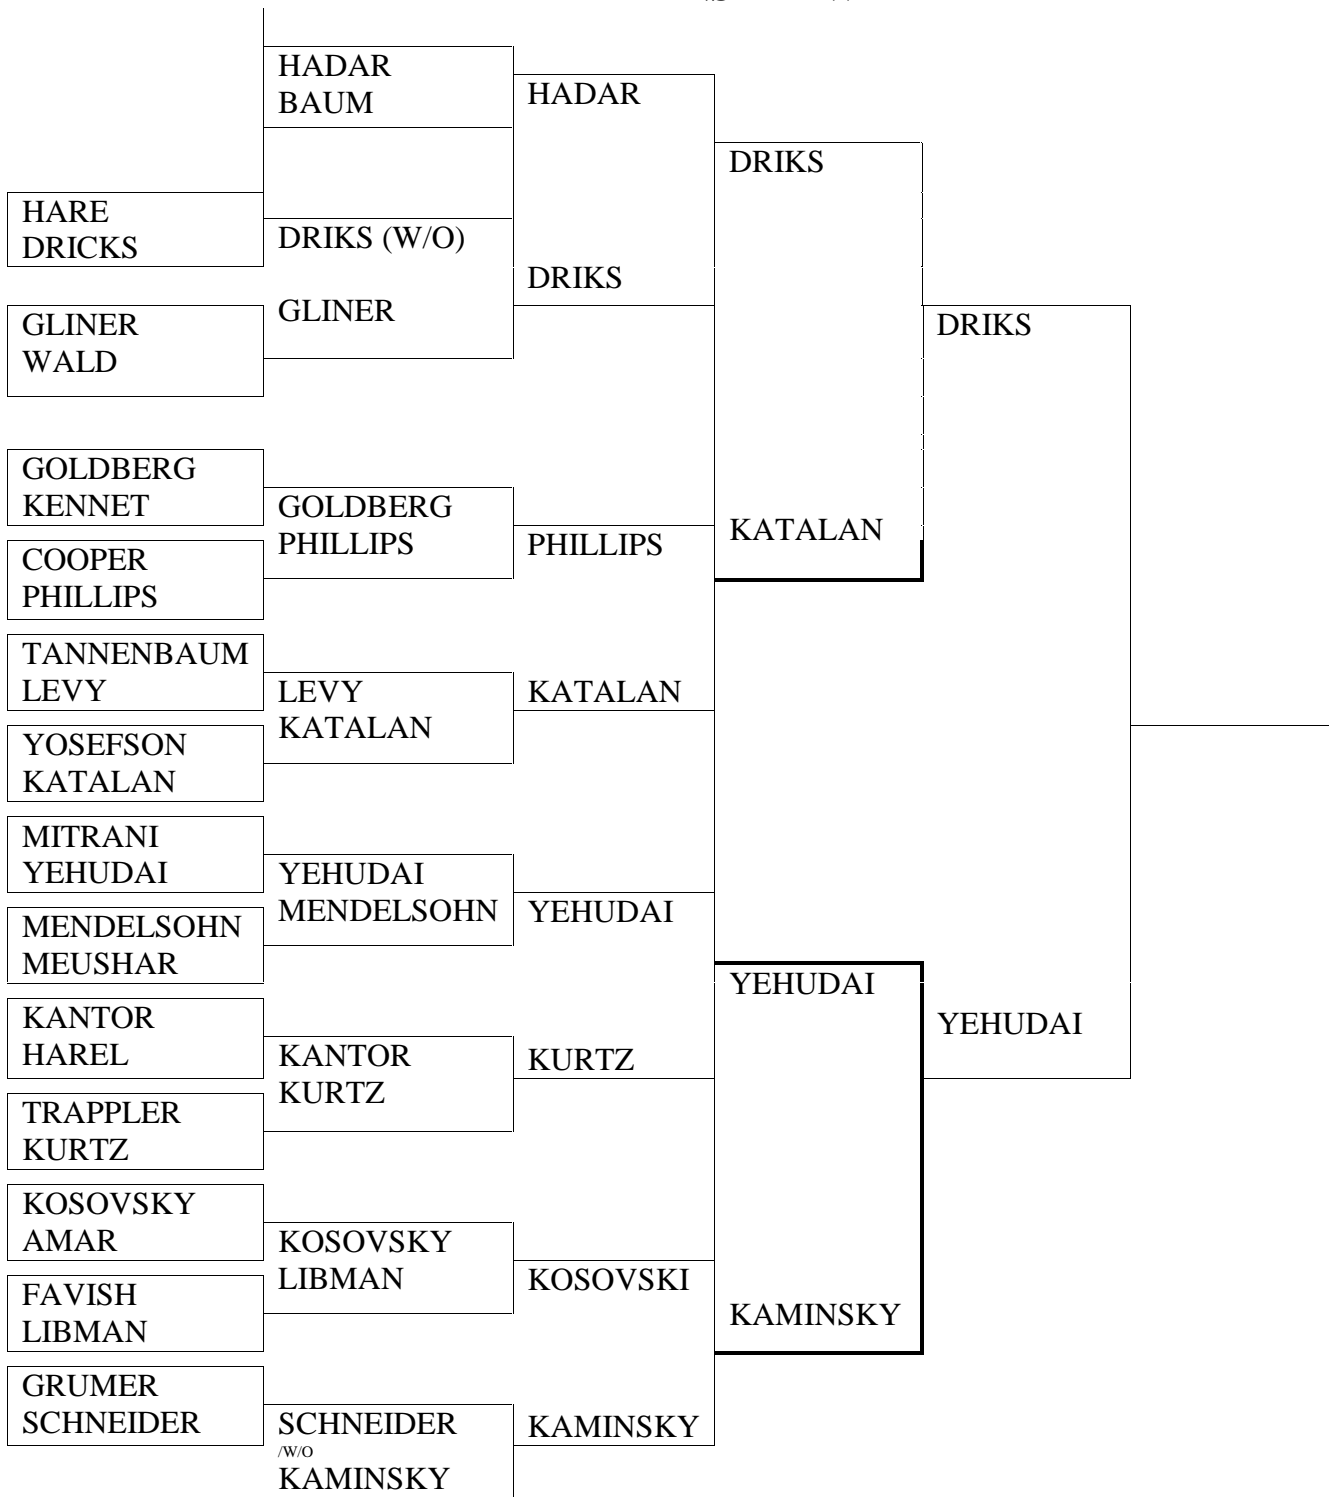 HADAR
BAUM
HADAR
DRIKS
HARE
DRICKS
DRIKS (W/O)
DRIKS
GLINER
GLINER
WALD
DRIKS
GOLDBERG
KENNET
GOLDBERG
PHILLIPS
KATALAN
PHILLIPS
COOPER
PHILLIPS
TANNENBAUM
LEVY
LEVY
KATALAN
KATALAN
YOSEFSON
KATALAN
MITRANI
YEHUDAI
YEHUDAI
MENDELSOHN
YEHUDAI
MENDELSOHN
MEUSHAR
YEHUDAI
YEHUDAI
KANTOR
HAREL
KANTOR
KURTZ
KURTZ
TRAPPLER
KURTZ
KOSOVSKY
AMAR
KOSOVSKY
LIBMAN
KOSOVSKI
FAVISH
LIBMAN
KAMINSKY
GRUMER
SCHNEIDER
SCHNEIDER
/W/O
KAMINSKY
KAMINSKY